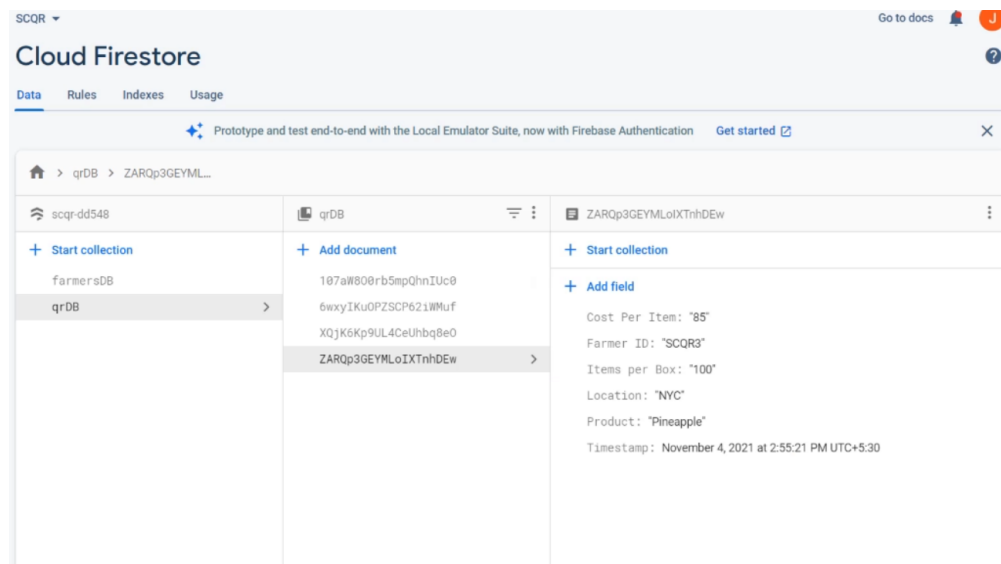 SCQR
Go to docs
J
Cloud Firestore
?
Data Rules Indexes Usage
Prototype and test end-to-end with the Local Emulator Suite, now with Firebase Authentication Get started
qrDB > ZARQp3GEYML...
scqr-dd548
+ Start collection
farmersDB
qrDB
qrDB
+ Add document
107aW8O0rb5mpQhnIUc0
6wxyIKuOPZSCP62iWMuf
XQjK6Kp9UL4CeUhbq8eO
ZARQp3GEYMLoIXTnhDEw
ZARQp3GEYMLoIXTnhDEw
+ Start collection
+ Add field
Cost Per Item: "85"
Farmer ID: "SCQR3"
Items per Box: "100"
Location: "NYC"
Product: "Pineapple"
Timestamp: November 4, 2021 at 2:55:21 PM UTC+5:30